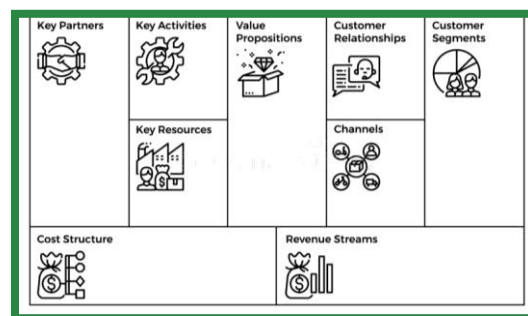 Key Partners
Key Activities
Value
Propositions
Customer
Relationships
Customer
Segments
Key Resources
Channels
Cost Structure
Revenue Streams